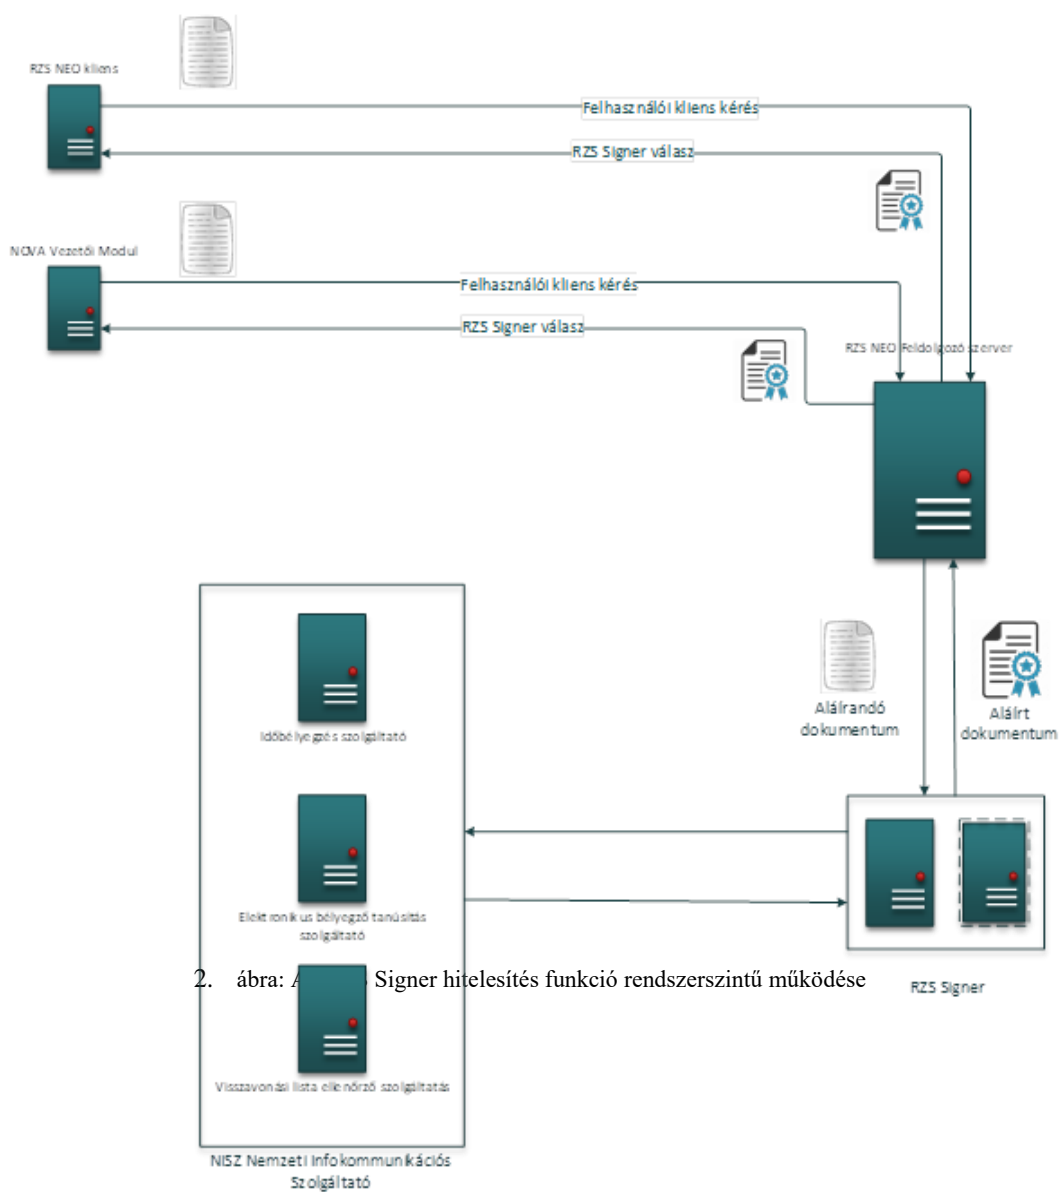 RZS NEO kliens
Felhasználói kliens kérés
RZS Signer válasz
NOVA Vezetői Modul
Felhasználói kliens kérés
RZS Signer válasz
RZS NEO Feldolgozó szerver
Aláírandó
dokumentum
Aláírt
dokumentum
Időbélyegzés szolgáltató
Elektronikus bélyegző tanúsítás
szolgáltató
2. ábra: Signer hitelesítés funkció rendszerszintű működése
RZS Signer
Visszavonási lista ellenőrző szolgáltatás
NISZ Nemzeti Infokommunikációs
Szolgáltató